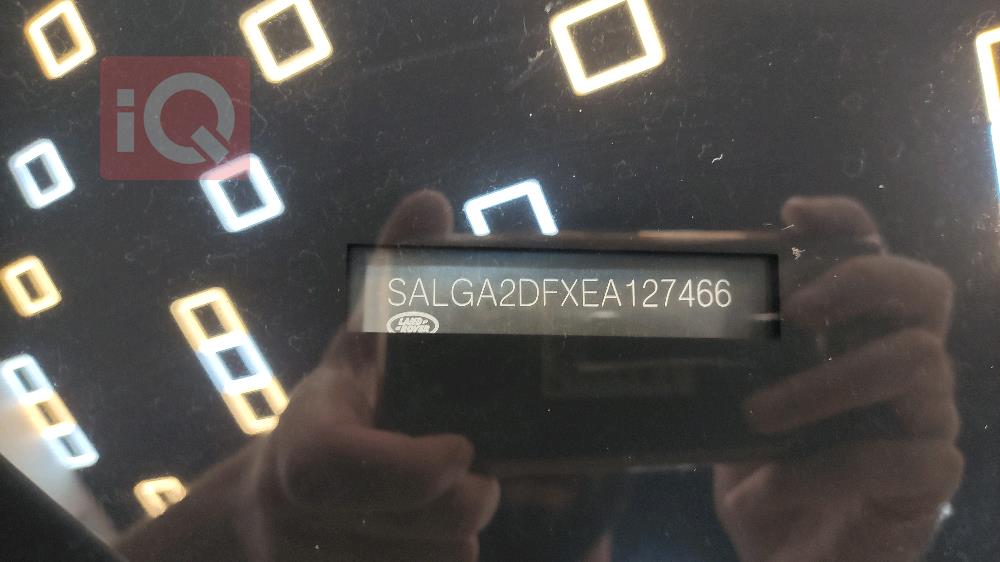 iQ
SALGA2DFXEA127466
LAND
ROVER